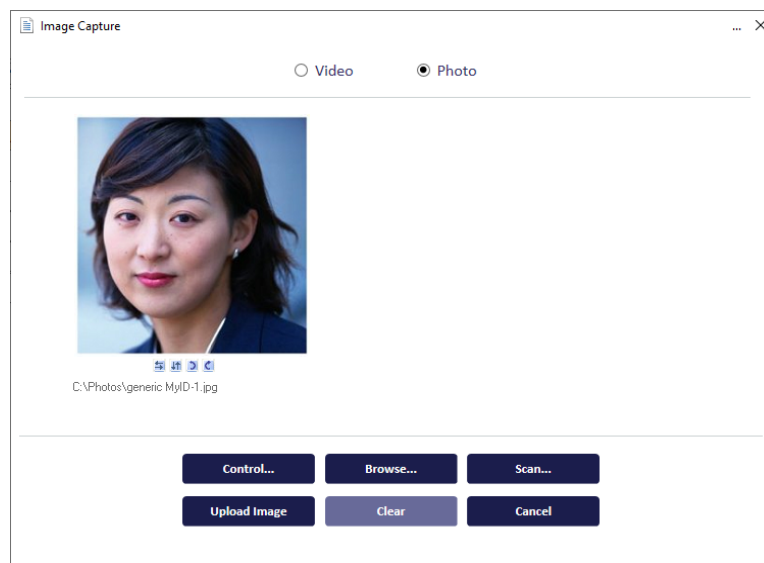 Image Capture
...
Video
Photo
C:\Photos\generic MyID-1.jpg
Control...
Browse...
Scan...
Upload Image
Clear
Cancel